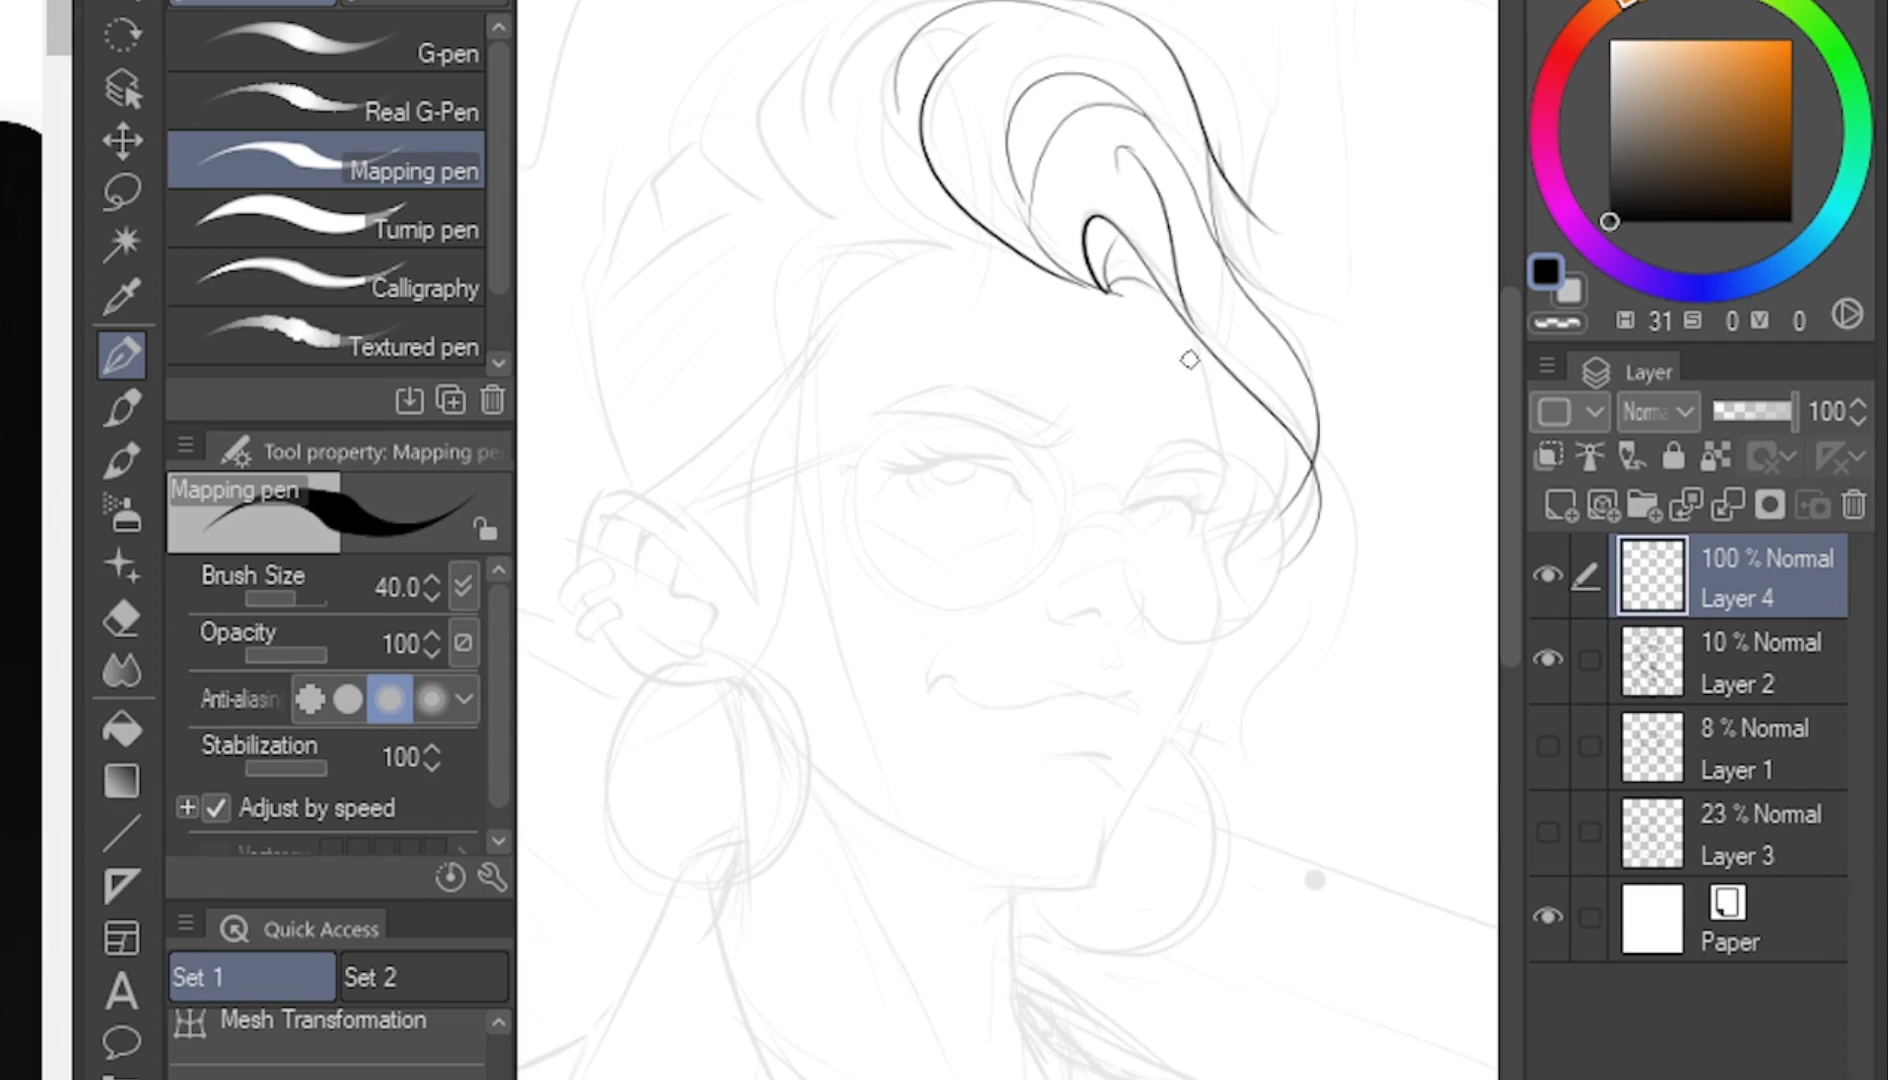 G-pen
Real G-Pen
Mapping pen
Turnip pen
Calligraphy
Textured pen
Tool property: Mapping pe
Mapping pen
Brush Size 40.0
Opacity 100
Anti-aliasin
Stabilization 100
Adjust by speed
Quick Access
Set 1 Set 2
Mesh Transformation
H 31 S 0 V 0
Layer
Norma 100
100 % Normal
Layer 4
10 % Normal
Layer 2
8 % Normal
Layer 1
23 % Normal
Layer 3
Paper